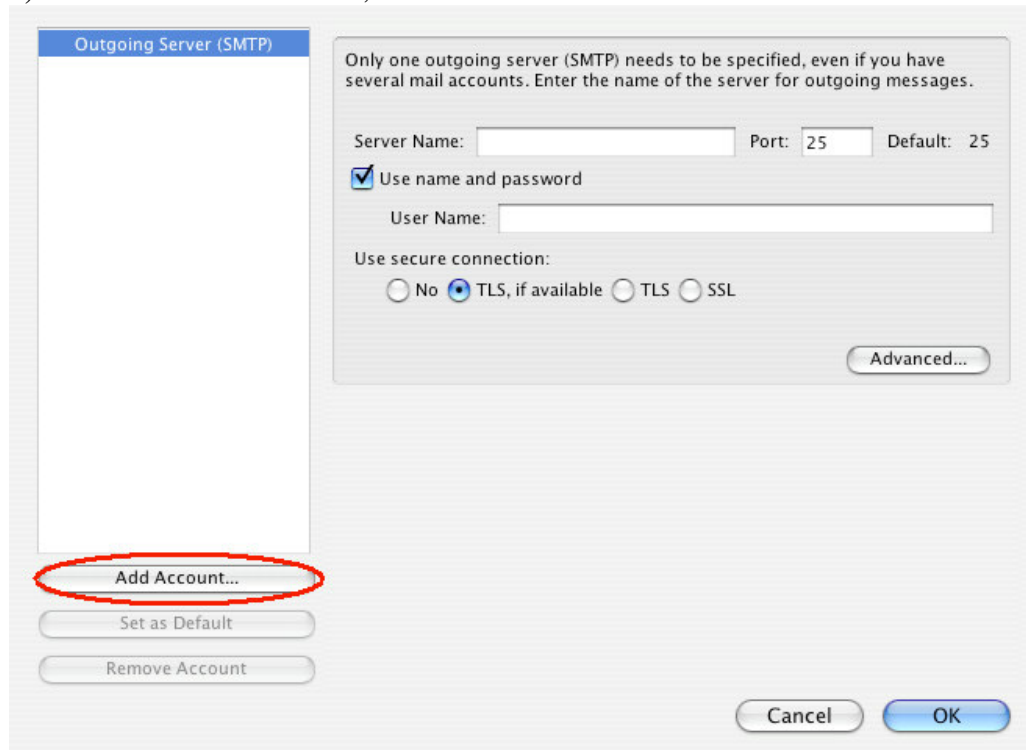 Outgoing Server (SMTP)
Only one outgoing server (SMTP) needs to be specified, even if you have
several mail accounts. Enter the name of the server for outgoing messages.
Server Name: Port: 25 Default: 25
Use name and password
User Name:
Use secure connection:
No TLS, if available TLS SSL
Advanced...
Add Account...
Set as Default
Remove Account
Cancel OK